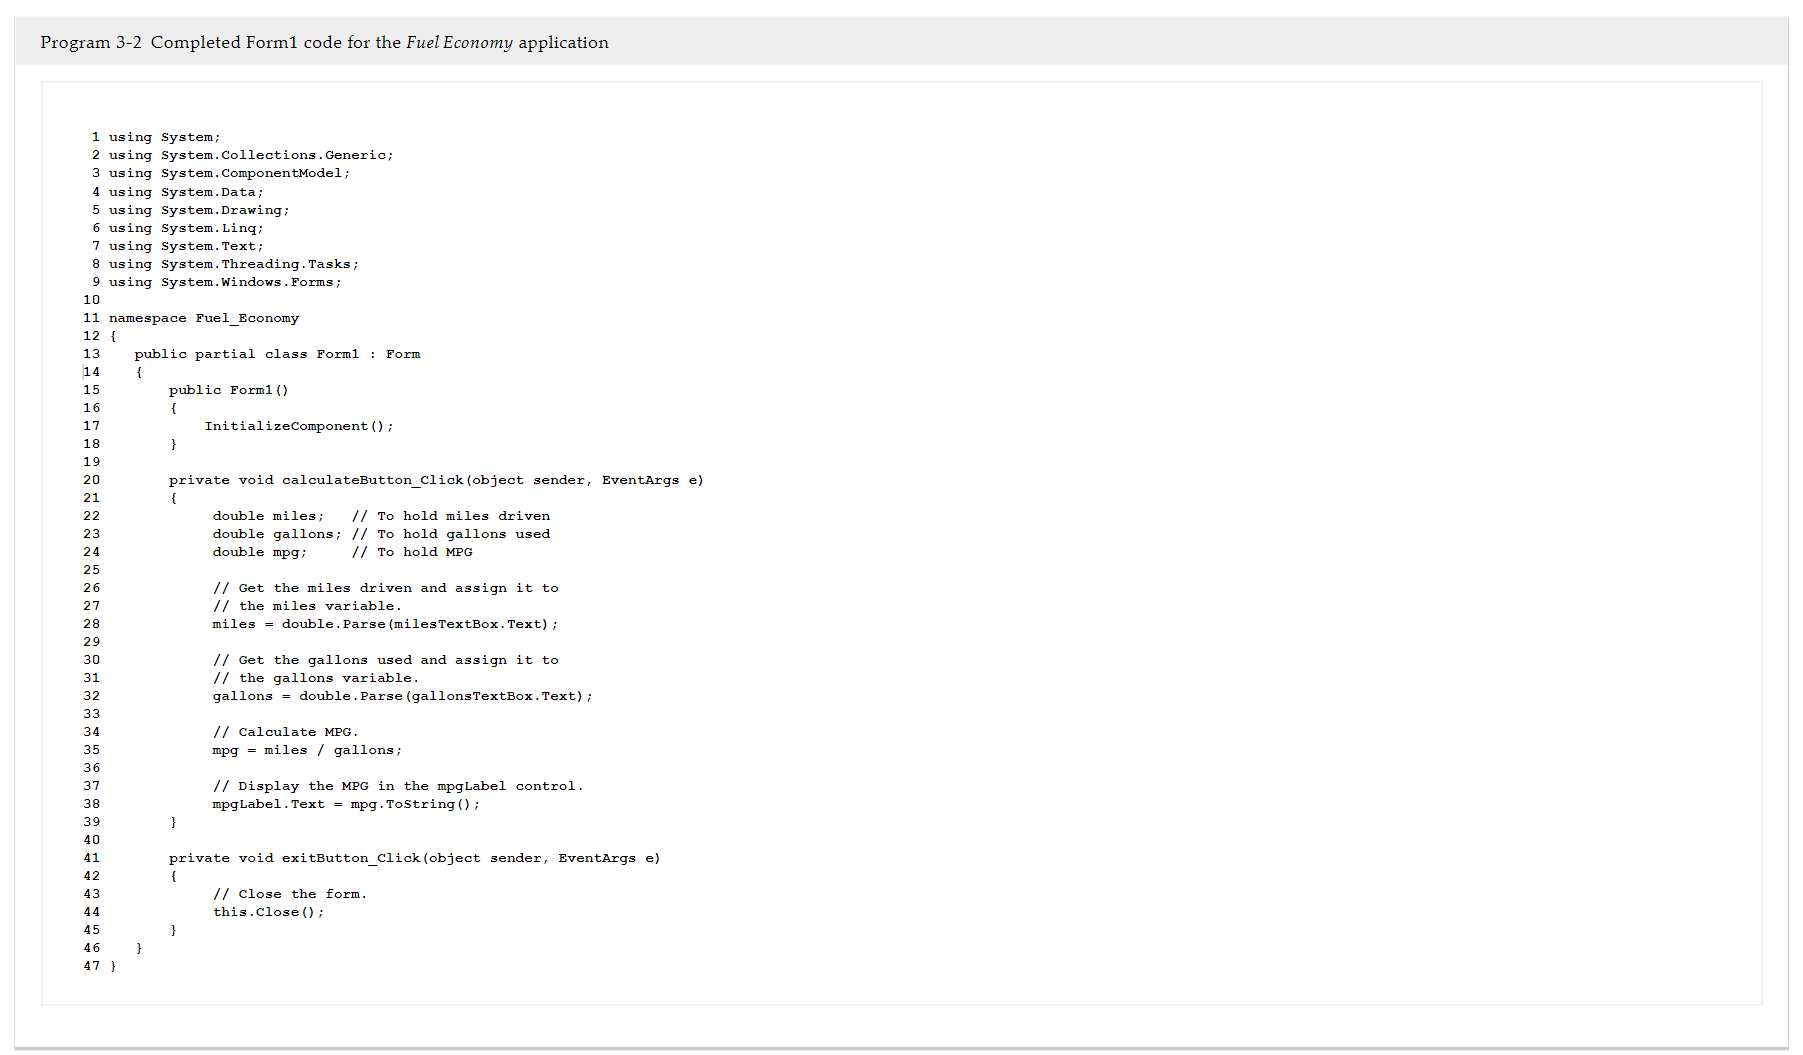 Program 3-2 Completed Form1 code for the Fuel Economy application
1 using System;
2 using System.Collections.Generic;
3 using System.ComponentModel;
4 using System.Data;
5 using System.Drawing;
6 using System.Linq;
7 using System.Text;
8 using System.Threading.Tasks;
9 using System.Windows.Forms;
10
11 namespace Fuel_Economy
12 {
13    public partial class Form1 : Form
14    {
15        public Form1()
16        {
17            InitializeComponent();
18        }
19
20        private void calculateButton_Click(object sender, EventArgs e)
21        {
22             double miles;   // To hold miles driven
23             double gallons; // To hold gallons used
24             double mpg;     // To hold MPG
25
26             // Get the miles driven and assign it to
27             // the miles variable.
28             miles = double.Parse(milesTextBox.Text);
29
30             // Get the gallons used and assign it to
31             // the gallons variable.
32             gallons = double.Parse(gallonsTextBox.Text);
33
34             // Calculate MPG.
35             mpg = miles / gallons;
36
37             // Display the MPG in the mpgLabel control.
38             mpgLabel.Text = mpg.ToString();
39        }
40
41        private void exitButton_Click(object sender, EventArgs e)
42        {
43             // Close the form.
44             this.Close();
45        }
46    }
47 }